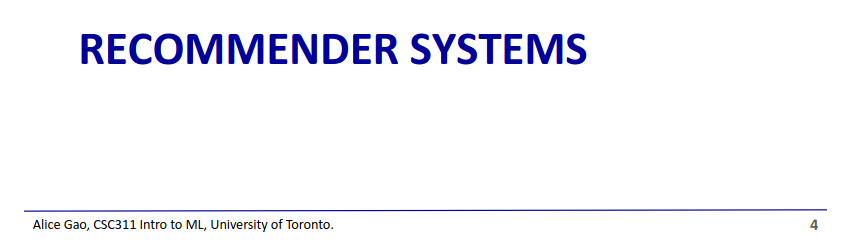 RECOMMENDER SYSTEMS
Alice Gao, CSC311 Intro to ML, University of Toronto.
4